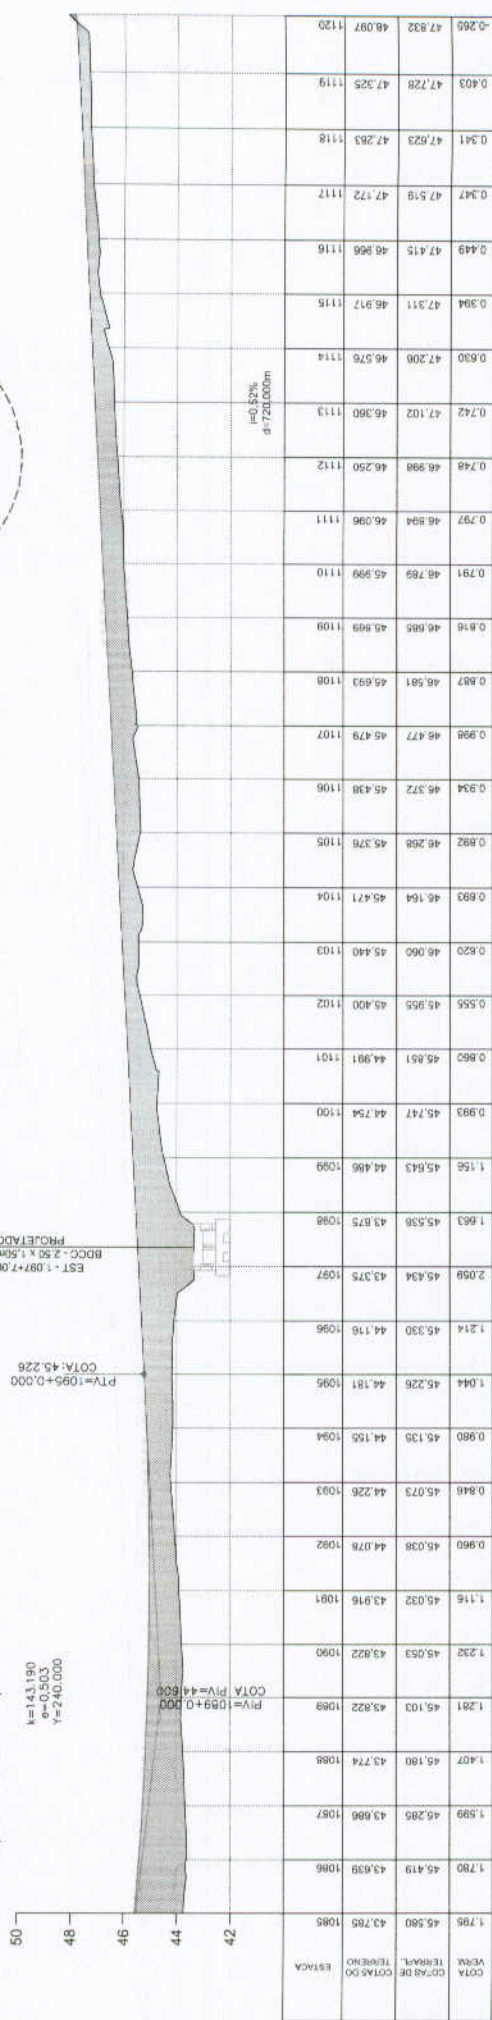 k=143.190
e=0.503
Y=240.000
PIV=1089+0.000
COTA PIV=44.600
PTV=1095+0.000
COTA: 45.226
EST - 1.097+7,0
BDCC - 2.50 x 1.50m
PROJETADO
i=0.52%
d=720.000m
50
48
46
44
42
ESTACA 1085 1086 1087 1088 1089 1090 1091 1092 1093 1094 1095 1096 1097 1098 1099 1100 1101 1102 1103 1104 1105 1106 1107 1108 1109 1110 1111 1112 1113 1114 1115 1116 1117 1118 1119 1120
COTAS DO TERRENO 43.785 43.639 43.686 43.774 43.822 43.822 43.916 44.078 44.226 44.155 44.181 44.116 43.375 43.875 44.486 44.754 44.991 45.400 45.440 45.471 45.376 45.438 45.479 45.693 45.869 45.999 46.096 46.250 46.360 46.576 46.917 46.966 47.172 47.283 47.325 48.097
COTAS DE TERRAPL. 45.580 45.419 45.285 45.180 45.103 45.053 45.032 45.038 45.073 45.135 45.226 45.330 45.434 45.538 45.643 45.747 45.851 45.955 46.060 46.164 46.268 46.372 46.477 46.581 46.685 46.789 46.894 46.998 47.102 47.206 47.311 47.415 47.519 47.623 47.728 47.832
COTA VERM. 1.795 1.780 1.599 1.407 1.281 1.232 1.116 0.960 0.846 0.980 1.044 1.214 2.059 1.663 1.156 0.993 0.860 0.555 0.620 0.693 0.892 0.934 0.998 0.887 0.816 0.791 0.797 0.748 0.742 0.630 0.394 0.449 0.347 0.341 0.403 -0.265